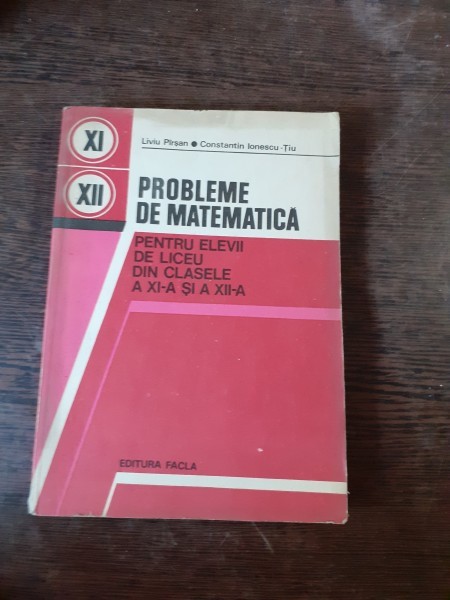 XI
XII
Liviu Pîrşan ● Constantin Ionescu-Ţiu
PROBLEME
DE MATEMATICĂ
PENTRU ELEVII
DE LICEU
DIN CLASELE
A XI-A ŞI A XII-A
EDITURA FACLA